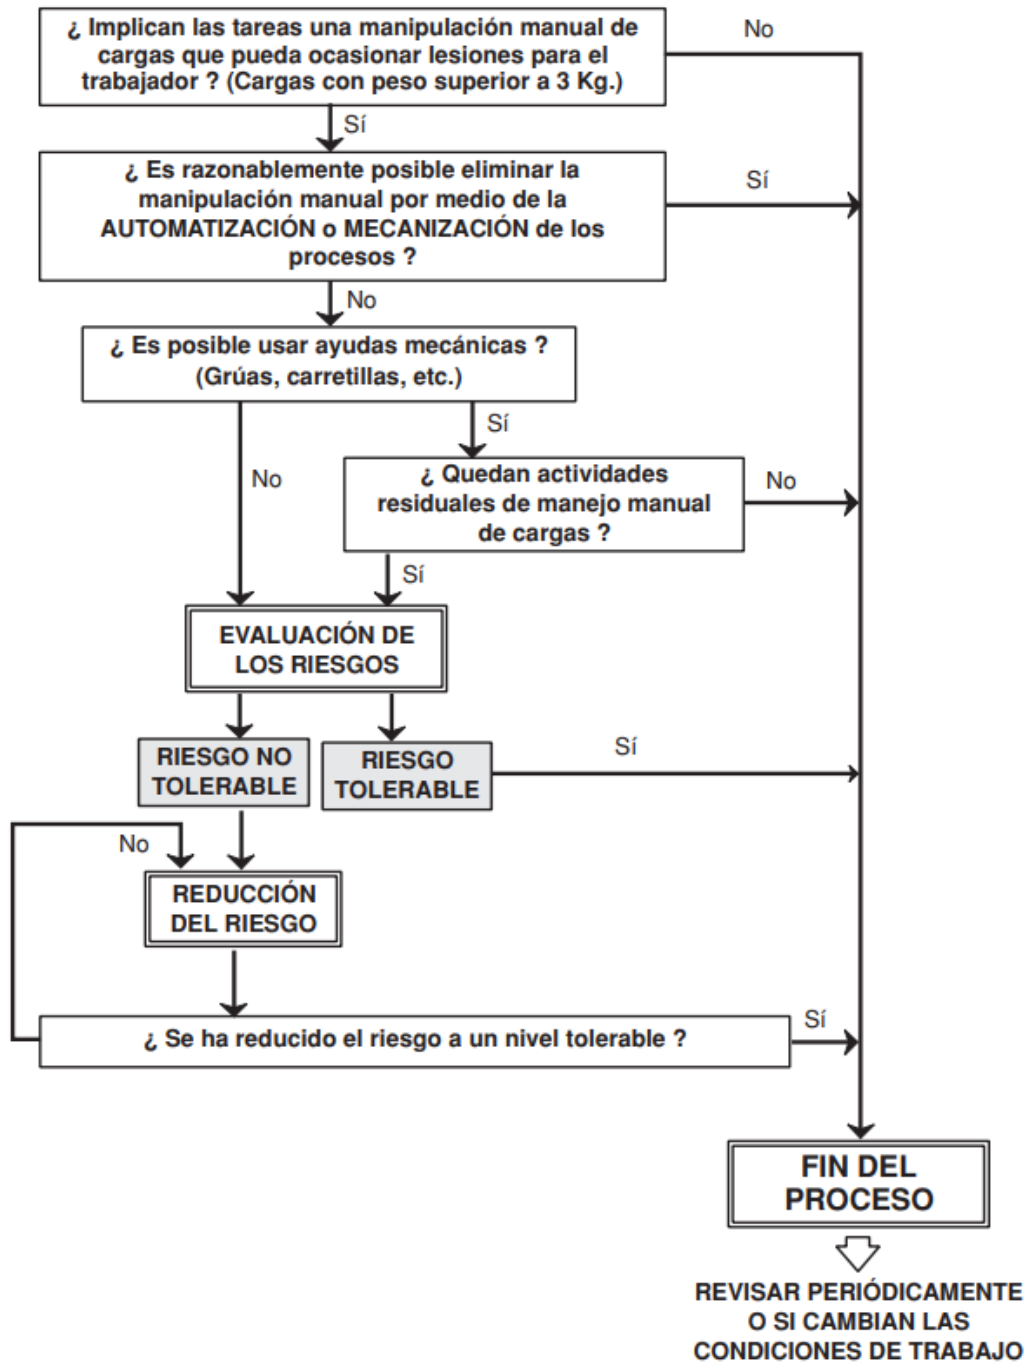 ¿ Implican las tareas una manipulación manual de
cargas que pueda ocasionar lesiones para el
trabajador ? (Cargas con peso superior a 3 Kg.)
No
Sí
¿ Es razonablemente posible eliminar la
manipulación manual por medio de la
AUTOMATIZACIÓN o MECANIZACIÓN de los
procesos ?
Sí
No
¿ Es posible usar ayudas mecánicas ?
(Grúas, carretillas, etc.)
Sí
No
¿ Quedan actividades
residuales de manejo manual
de cargas ?
No
Sí
EVALUACIÓN DE
LOS RIESGOS
RIESGO NO
TOLERABLE
RIESGO
TOLERABLE
Sí
No
REDUCCIÓN
DEL RIESGO
¿ Se ha reducido el riesgo a un nivel tolerable ?
Sí
FIN DEL
PROCESO
REVISAR PERIÓDICAMENTE
O SI CAMBIAN LAS
CONDICIONES DE TRABAJO